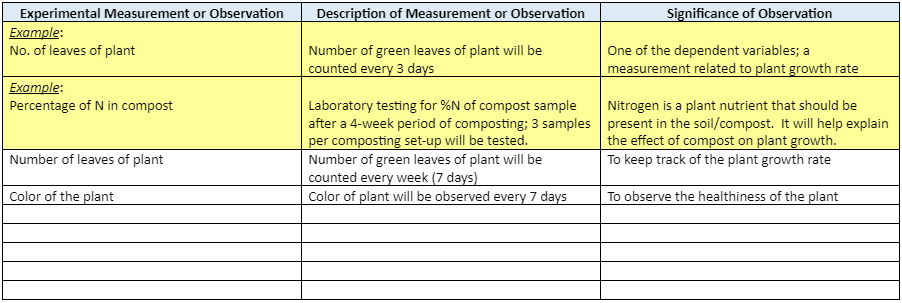 Experimental Measurement or Observation
Description of Measurement or Observation
Significance of Observation
Example:
No. of leaves of plant
Number of green leaves of plant will be
counted every 3 days
One of the dependent variables; a
measurement related to plant growth rate
Example:
Percentage of N in compost
Laboratory testing for %N of compost sample
after a 4-week period of composting; 3 samples
per composting set-up will be tested.
Nitrogen is a plant nutrient that should be
present in the soil/compost.  It will help explain
the effect of compost on plant growth.
Number of leaves of plant
Number of green leaves of plant will be
counted every week (7 days)
To keep track of the plant growth rate
Color of the plant
Color of plant will be observed every 7 days
To observe the healthiness of the plant